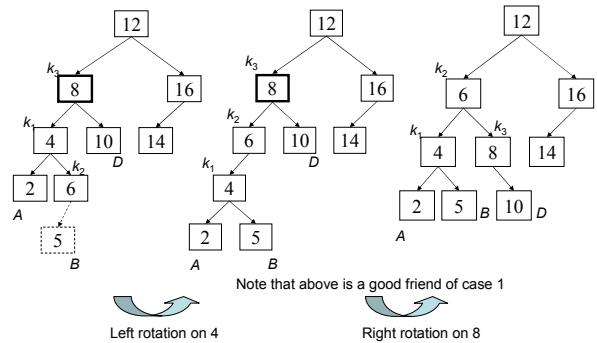 12
k3
8
16
k1
4
10
D
14
k2
2
6
A
5
B
12
k3
8
16
k2
6
10
D
14
k1
4
2
5
A
B
12
k2
6
16
k1
k3
4
8
14
2
5
B
10
D
A
Note that above is a good friend of case 1
Left rotation on 4
Right rotation on 8